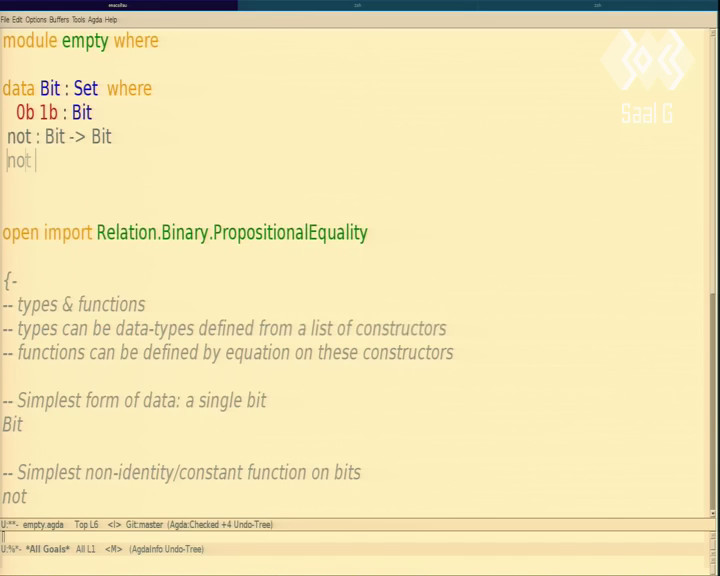 File Edit Options Buffers Tools Agda Help
module empty where
data Bit : Set where
0b 1b : Bit
not : Bit -> Bit
not
Saal G
open import Relation.Binary.PropositionalEquality
{-
-- types & functions
-- types can be data-types defined from a list of constructors
-- functions can be defined by equation on these constructors
-- Simplest form of data: a single bit
Bit
-- Simplest non-identity/constant function on bits
not
U:**- empty.agda Top L6 <I> Git:master (Agda:Checked +4 Undo-Tree)
U:%*- *All Goals* All L1 <M> (AgdaInfo Undo-Tree)